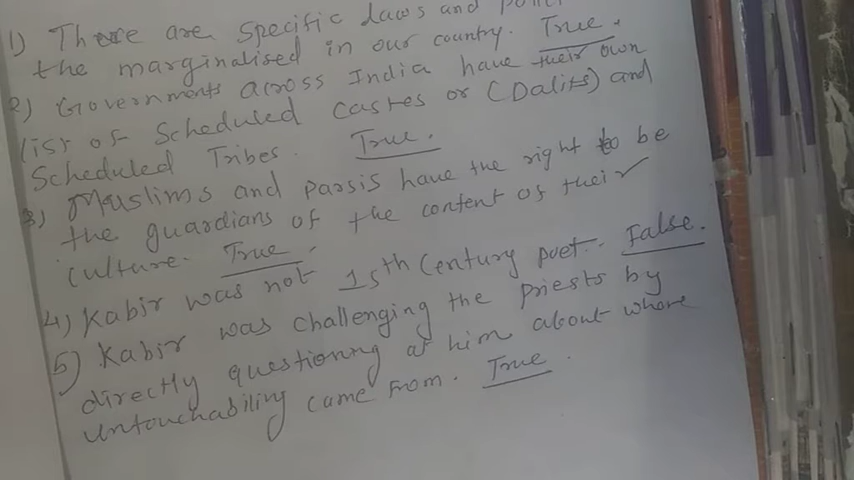 1) There are specific laws and
the marginalised in our country. True.
2) Governments across India have their own
list of Scheduled Castes or (Dalits) and
Scheduled Tribes. True.
3) Muslims and Parsis have the right to be
the guardians of the content of their
culture. True.
4) Kabir was not 15th Century poet. False.
5) Kabir was challenging the priests by
directly questionng at him about where
untouchability came from. True.